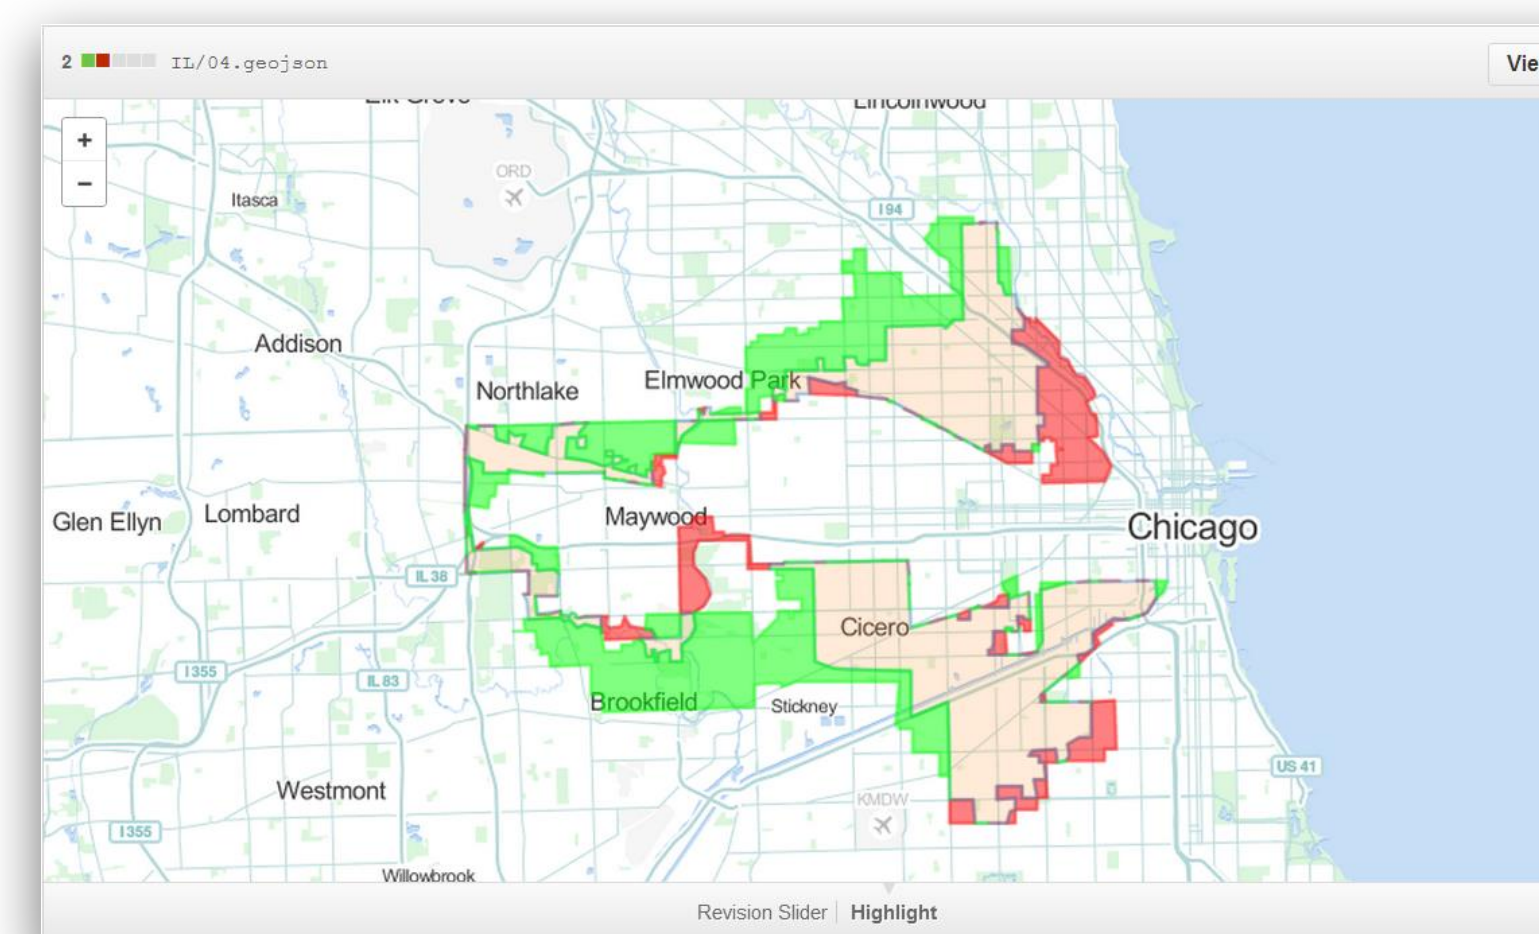 2 IL/04.geojson
Vie
Elk Grove
Lincolnwood
+
−
ORD
Itasca
I 94
Addison
Northlake
Elmwood Park
Glen Ellyn
Lombard
Maywood
Chicago
IL 38
Cicero
I 355
IL 83
Brookfield
Stickney
US 41
Westmont
KMDW
I 355
Willowbrook
Revision Slider
Highlight